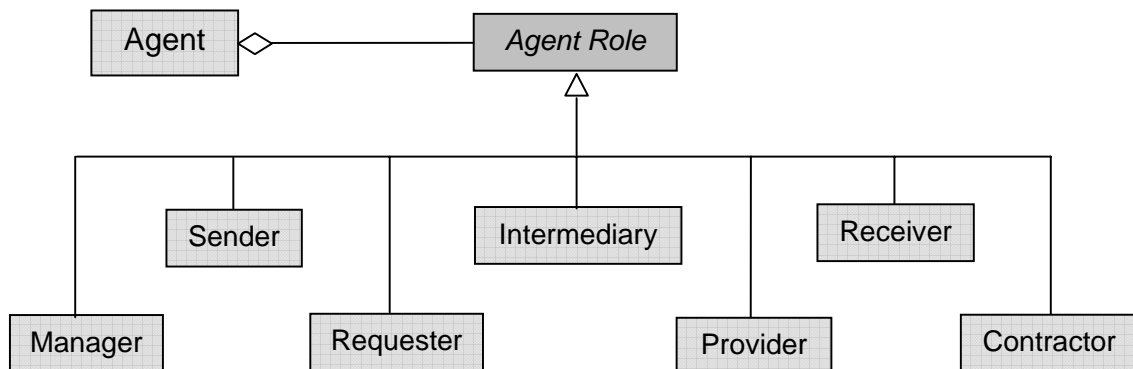 Agent
Agent Role
Sender
Intermediary
Receiver
Manager
Requester
Provider
Contractor